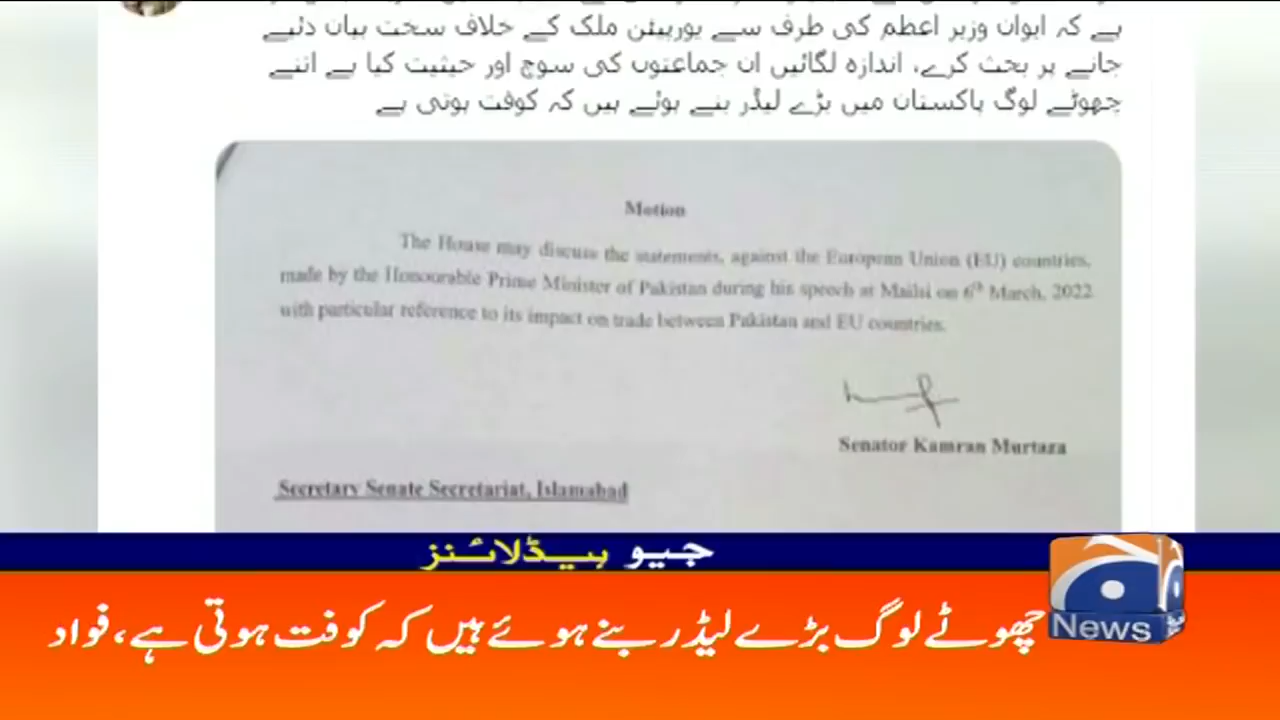 ہے کہ ایوان وزیر اعظم کی طرف سے یورپیئن ملک کے خلاف سخت بیان دئیے
جانے پر بحث کرے، اندازہ لگائیں ان جماعتوں کی سوچ اور حیثیت کیا ہے اتنے
چھوٹے لوگ پاکستان میں بڑے لیڈر بنے ہوئے ہیں کہ کوفت ہوتی ہے
Motion
The House may discuss the statements, against the European Union (EU) countries,
made by the Honourable Prime Minister of Pakistan during his speech at Mailsi on 6th March, 2022
with particular reference to its impact on trade between Pakistan and EU countries.
Senator Kamran Murtaza
Secretary Senate Secretariat, Islamabad
جیو ہیڈلائنز
چھوٹے لوگ بڑے لیڈر بنے ہوئے ہیں کہ کوفت ہوتی ہے، فواد
News